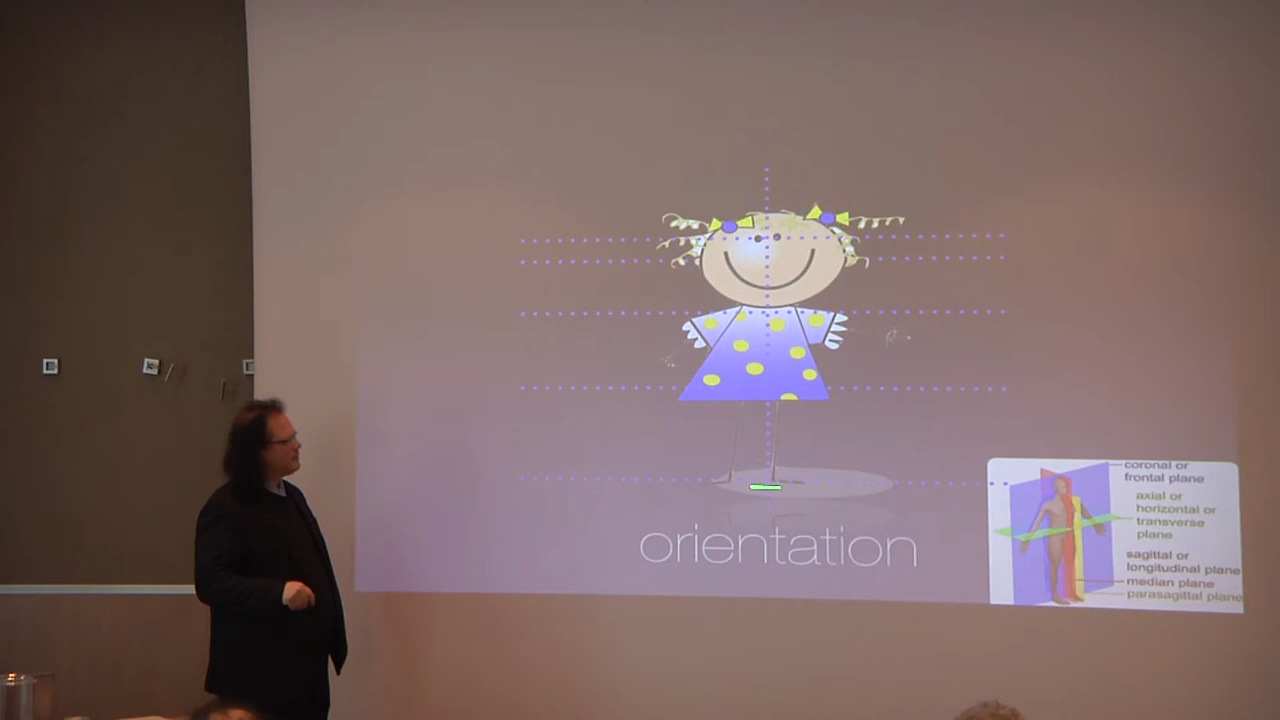 orientation
coronal or
frontal plane
axial or
horizontal or
transverse
plane
sagittal or
longitudinal plane
median plane
parasagittal plane